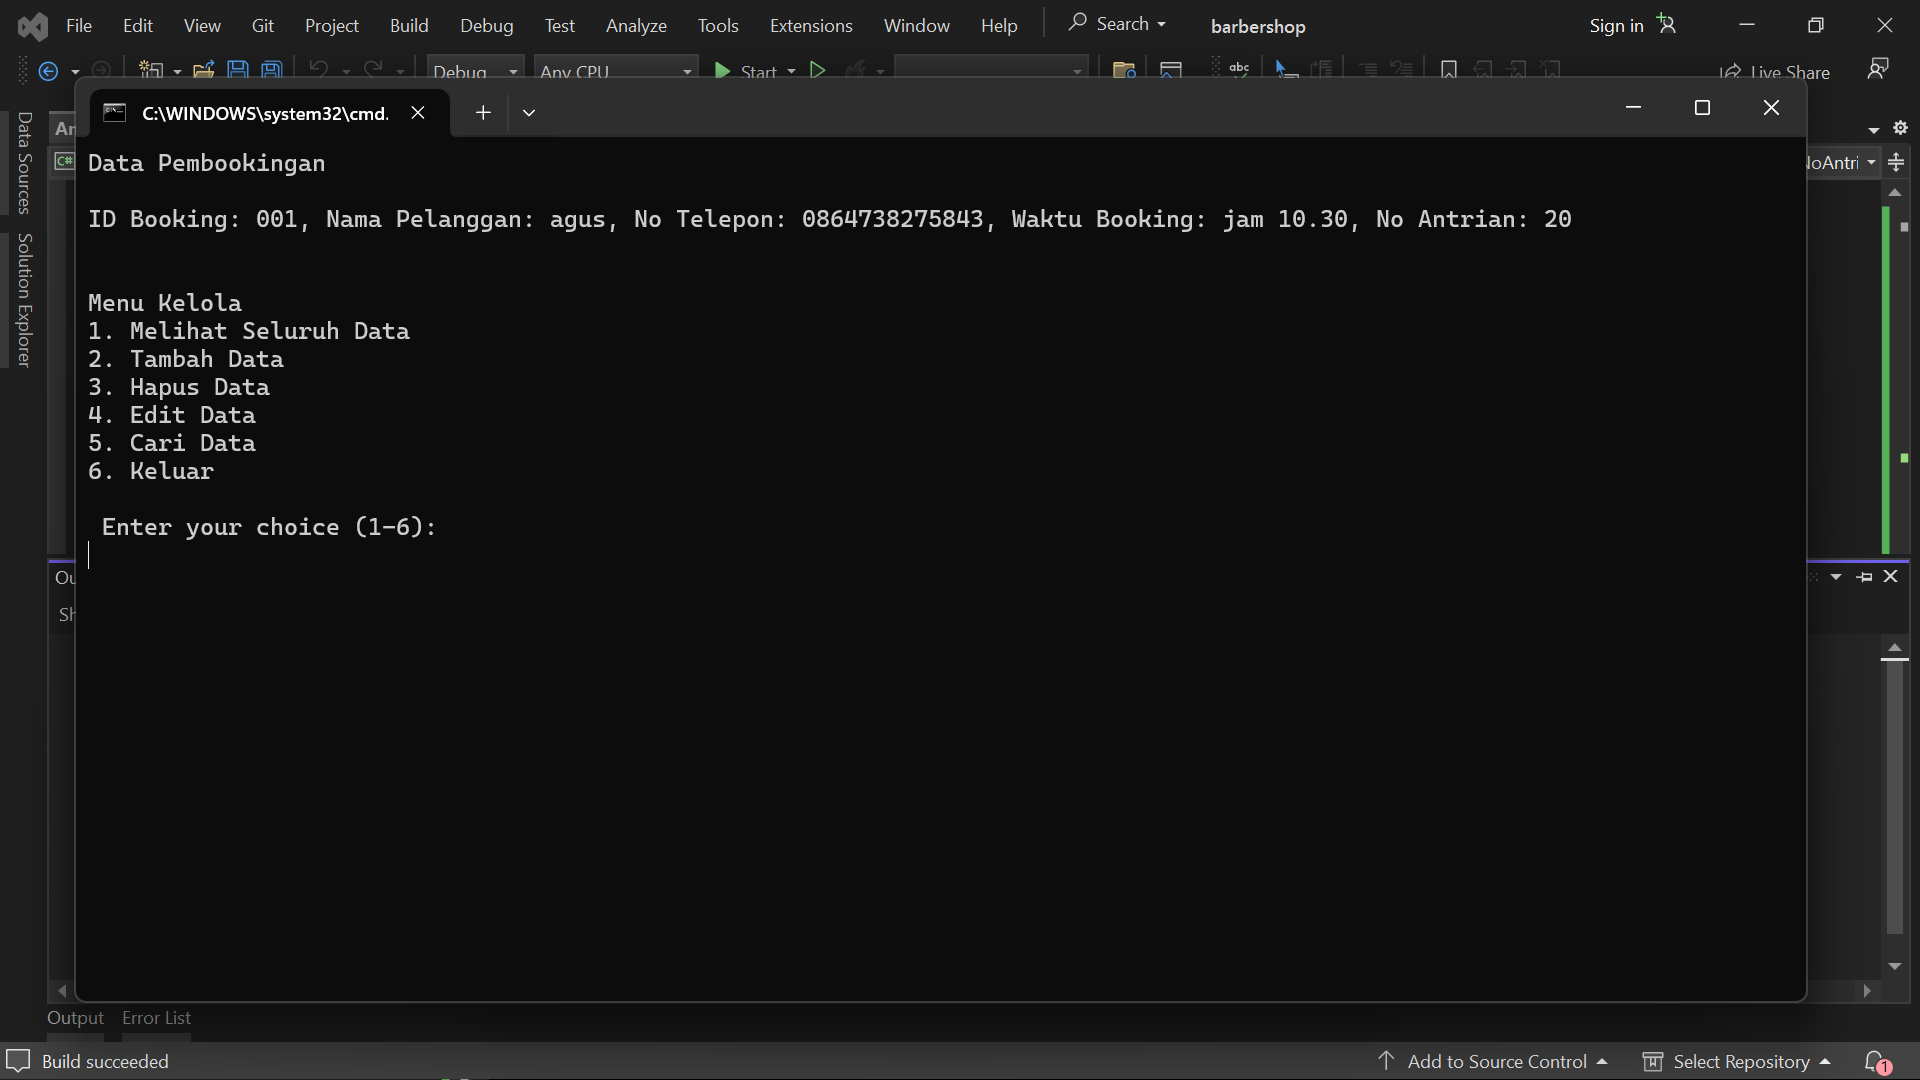 File Edit View Git Project Build Debug Test Analyze Tools Extensions Window Help Search barbershop Sign in
Debug Any CPU Start abc Live Share
C:\WINDOWS\system32\cmd.
Data Sources
Solution Explorer
C#
Data Pembookingan
ID Booking: 001, Nama Pelanggan: agus, No Telepon: 0864738275843, Waktu Booking: jam 10.30, No Antrian: 20
Menu Kelola
1. Melihat Seluruh Data
2. Tambah Data
3. Hapus Data
4. Edit Data
5. Cari Data
6. Keluar
Enter your choice (1-6):
Output Error List
Build succeeded Add to Source Control Select Repository 1